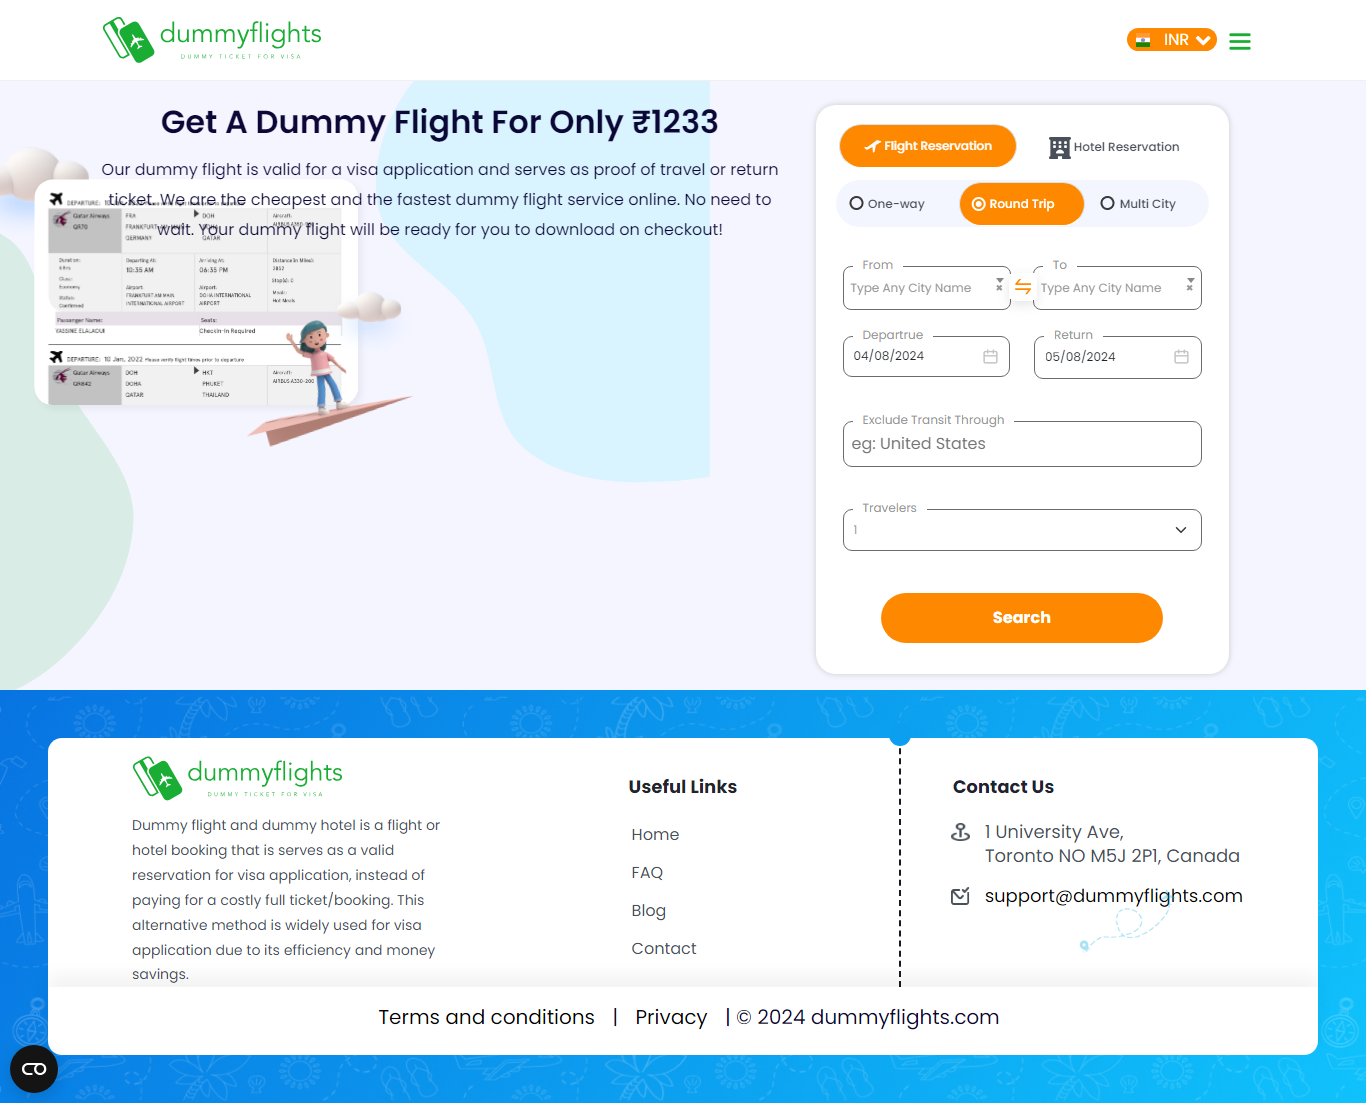 dummyflights
DUMMY TICKET FOR VISA
INR
Get A Dummy Flight For Only ₹1233
Our dummy flight is valid for a visa application and serves as proof of travel or return
ticket. We are the cheapest and the fastest dummy flight service online. No need to
wait. Your dummy flight will be ready for you to download on checkout!
DEPARTURE: 10
Qatar Airways FRA DOH Aircraft:
QR70 FRANKFURT
GERMANY QATAR
Duration: Departing At: Arriving At: Distance in Miles:
10:35 AM 06:35 PM 2852
Class: Stop(s): 0
Economy Airport: Airport: Meals:
Status: FRANKFURT AM MAIN DOHA INTERNATIONAL Hot Meals
Confirmed INTERNATIONAL AIRPORT AIRPORT
Passanger Name: Seats:
YASSINE ELALAOUI Check-in Required
DEPARTURE: 10 Jan, 2022 Please verify flight times prior to departure
Qatar Airways DOH HKT Aircraft:
QR842 DOHA PHUKET AIRBUS A330-200
QATAR THAILAND
Flight Reservation
Hotel Reservation
One-way
Round Trip
Multi City
From
Type Any City Name
To
Type Any City Name
Departrue
04/08/2024
Return
05/08/2024
Exclude Transit Through
eg: United States
Travelers
1
Search
dummyflights
DUMMY TICKET FOR VISA
Dummy flight and dummy hotel is a flight or
hotel booking that is serves as a valid
reservation for visa application, instead of
paying for a costly full ticket/booking. This
alternative method is widely used for visa
application due to its efficiency and money
savings.
Useful Links
Home
FAQ
Blog
Contact
Contact Us
1 University Ave,
Toronto NO M5J 2P1, Canada
support@dummyflights.com
Terms and conditions | Privacy | © 2024 dummyflights.com